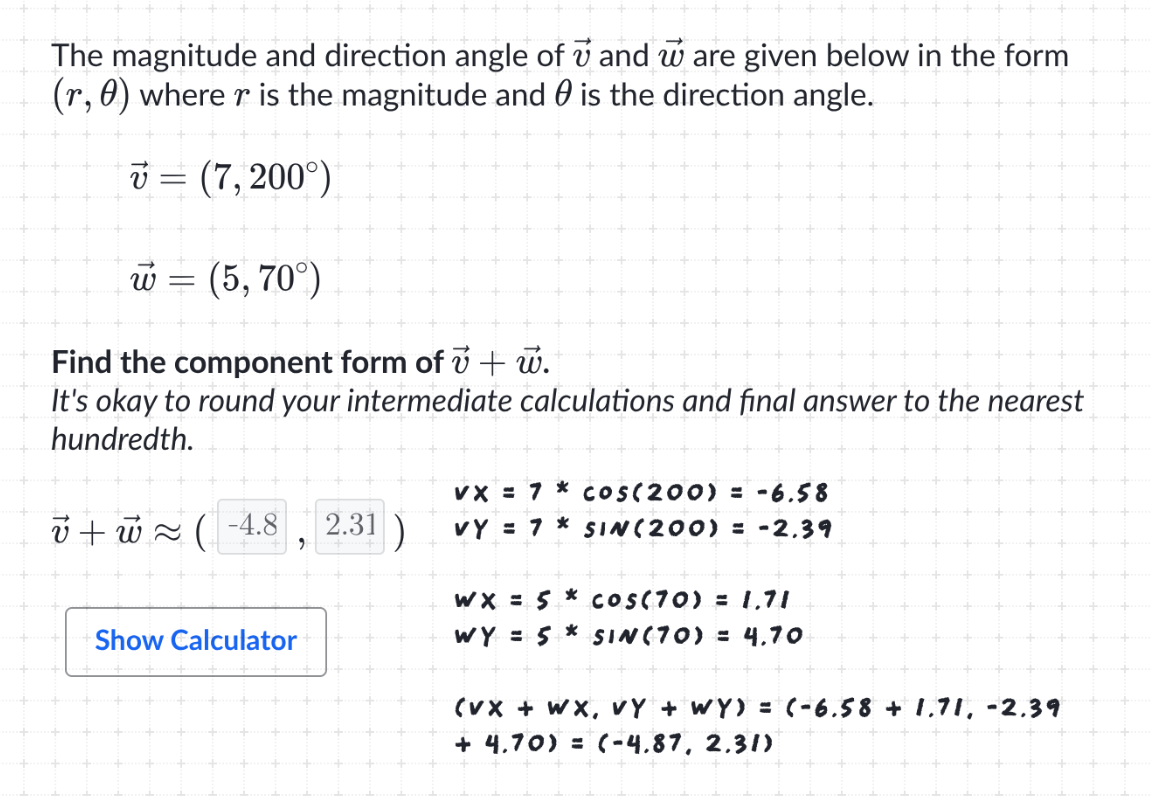 The magnitude and direction angle of $\vec{v}$ and $\vec{w}$ are given below in the form
$(r, \theta)$ where $r$ is the magnitude and $\theta$ is the direction angle.
$\vec{v} = (7, 200^\circ)$
$\vec{w} = (5, 70^\circ)$
Find the component form of $\vec{v} + \vec{w}$.
It's okay to round your intermediate calculations and final answer to the nearest
hundredth.
$\vec{v} + \vec{w} \approx ($ -4.8 , 2.31 $)$
Show Calculator
VX = 7 * COS(200) = -6.58
VY = 7 * SIN(200) = -2.39
WX = 5 * COS(70) = 1.71
WY = 5 * SIN(70) = 4.70
(VX + WX, VY + WY) = (-6.58 + 1.71, -2.39
+ 4.70) = (-4.87, 2.31)